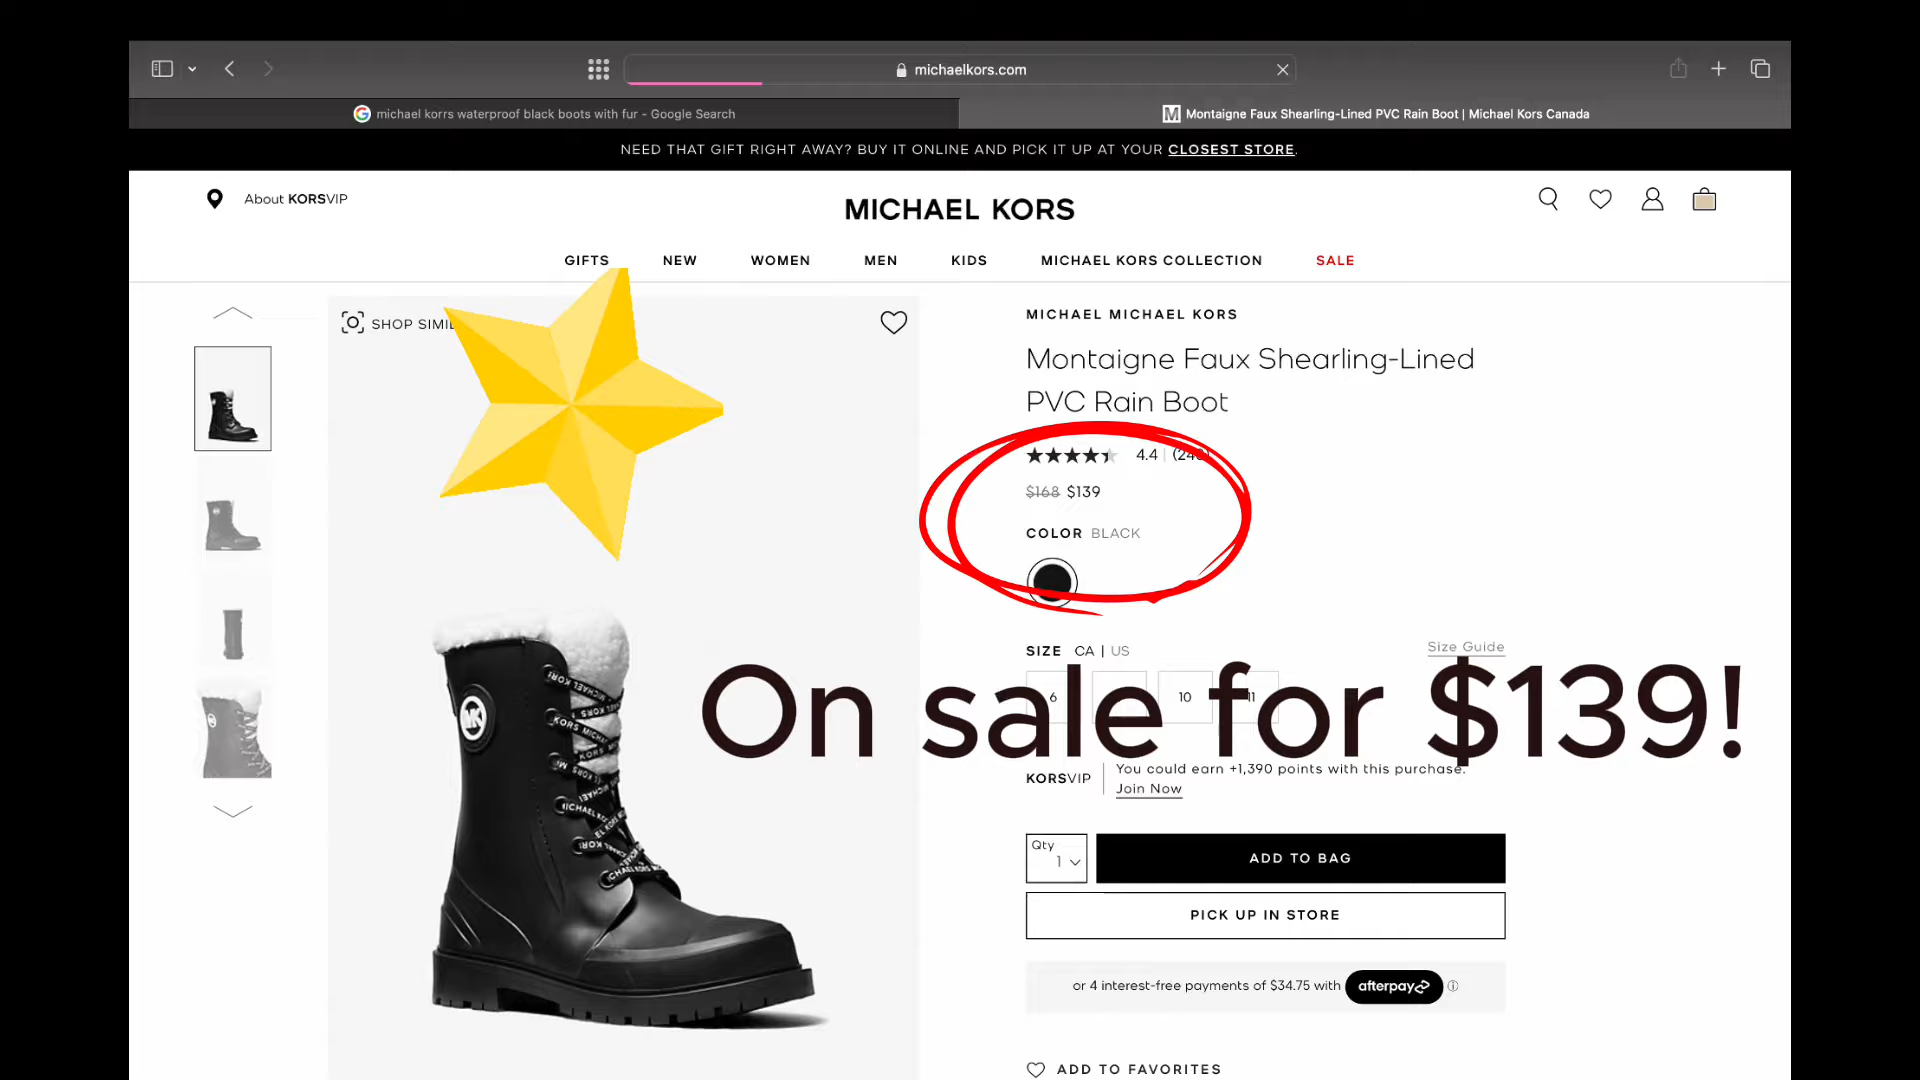 michaelkors.com
michael korrs waterproof black boots with fur - Google Search
Montaigne Faux Shearling-Lined PVC Rain Boot | Michael Kors Canada
NEED THAT GIFT RIGHT AWAY? BUY IT ONLINE AND PICK IT UP AT YOUR CLOSEST STORE.
About KORSVIP
MICHAEL KORS
GIFTS NEW WOMEN MEN KIDS MICHAEL KORS COLLECTION SALE
SHOP
MICHAEL MICHAEL KORS
Montaigne Faux Shearling-Lined
PVC Rain Boot
4.4
$168 $139
COLOR BLACK
SIZE CA | US
Size Guide
6 10 11
On sale for $139!
KORSVIP
You could earn +1,390 points with this purchase.
Join Now
Qty
1
ADD TO BAG
PICK UP IN STORE
or 4 interest-free payments of $34.75 with afterpay
ADD TO FAVORITES